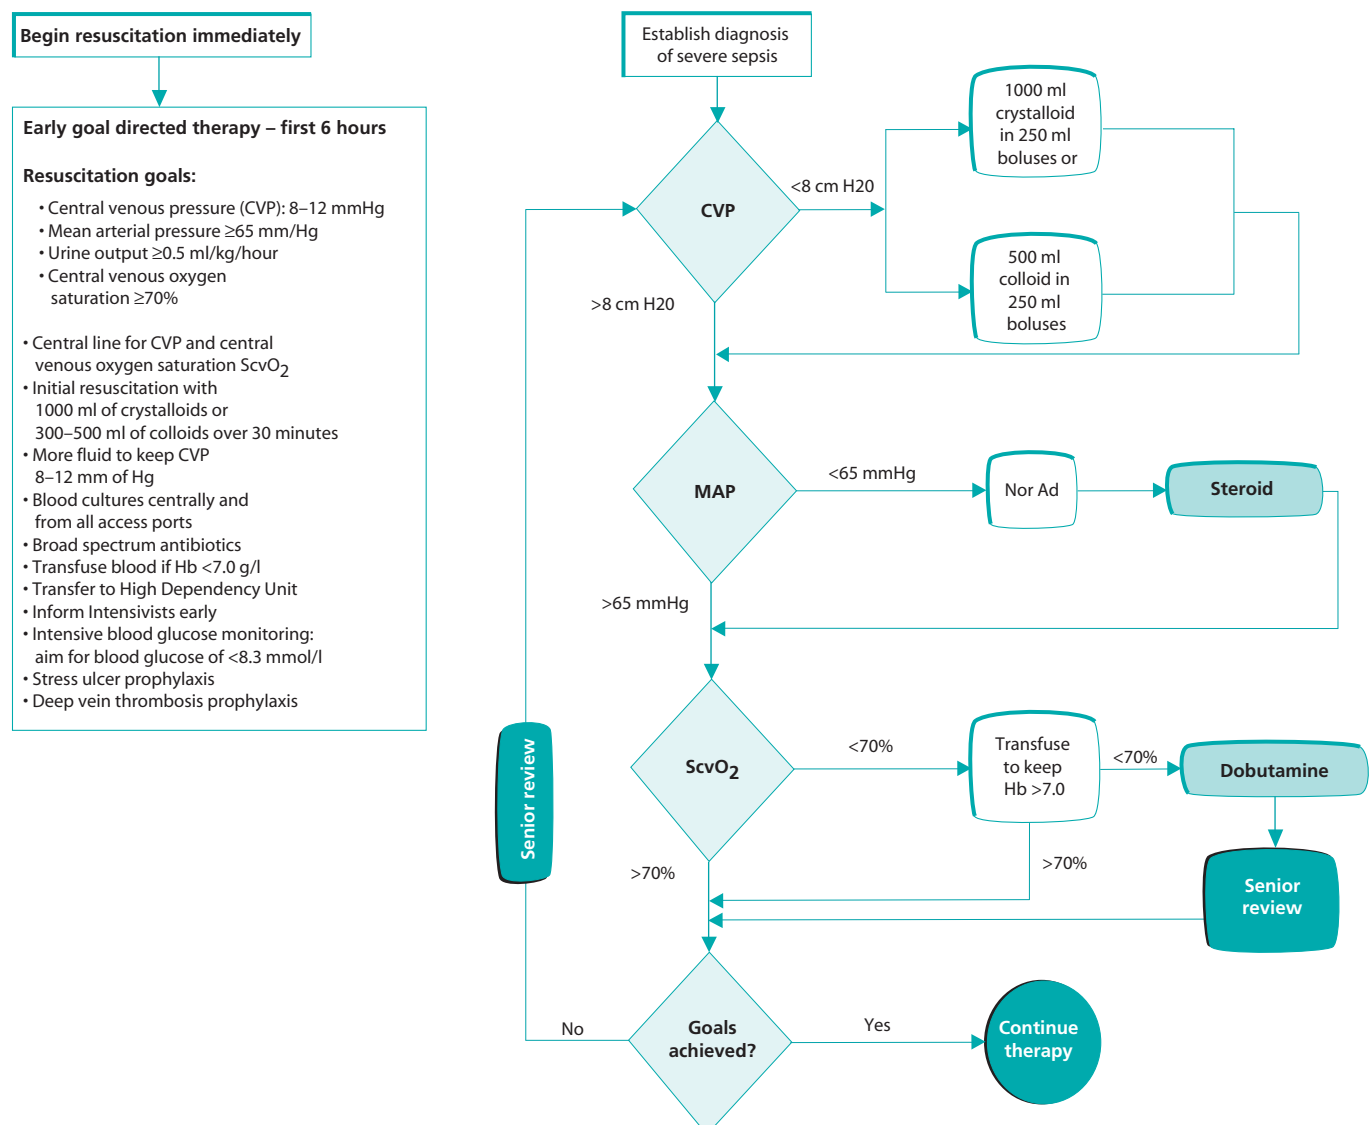 Begin resuscitation immediately
Early goal directed therapy – first 6 hours
Resuscitation goals:
• Central venous pressure (CVP): 8–12 mmHg
• Mean arterial pressure ≥65 mm/Hg
• Urine output ≥0.5 ml/kg/hour
• Central venous oxygen
saturation ≥70%
• Central line for CVP and central
venous oxygen saturation ScvO2
• Initial resuscitation with
1000 ml of crystalloids or
300–500 ml of colloids over 30 minutes
• More fluid to keep CVP
8–12 mm of Hg
• Blood cultures centrally and
from all access ports
• Broad spectrum antibiotics
• Transfuse blood if Hb <7.0 g/l
• Transfer to High Dependency Unit
• Inform Intensivists early
• Intensive blood glucose monitoring:
aim for blood glucose of <8.3 mmol/l
• Stress ulcer prophylaxis
• Deep vein thrombosis prophylaxis
Establish diagnosis
of severe sepsis
CVP
<8 cm H20
1000 ml
crystalloid
in 250 ml
boluses or
500 ml
colloid in
250 ml
boluses
>8 cm H20
MAP
<65 mmHg
Nor Ad
Steroid
>65 mmHg
ScvO2
<70%
Transfuse
to keep
Hb >7.0
<70%
Dobutamine
>70%
>70%
Senior
review
Senior review
Goals
achieved?
No
Yes
Continue
therapy